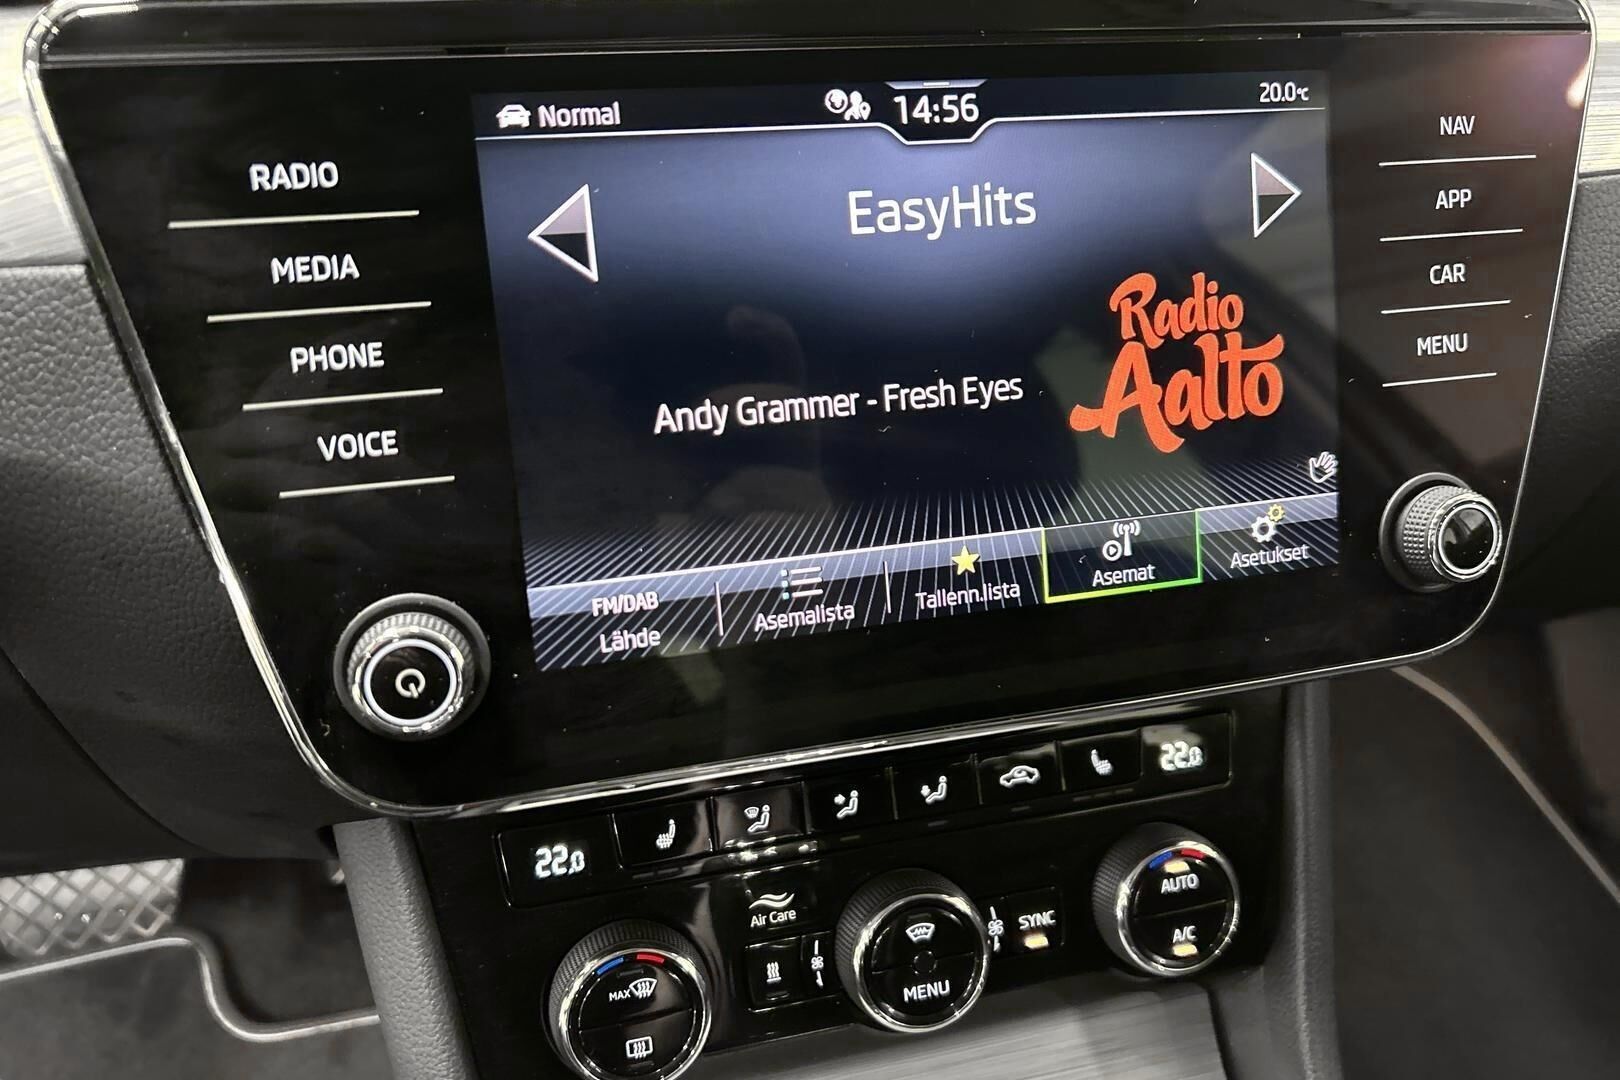 Normal
14:56
20.0°C
RADIO
MEDIA
PHONE
VOICE
EasyHits
Andy Grammer - Fresh Eyes
Radio
Aalto
NAV
APP
CAR
MENU
FM/DAB
Lähde
Asemalista
Tallenn.lista
Asemat
Asetukset
22.0
22.0
Air Care
MAX
MENU
SYNC
AUTO
A/C